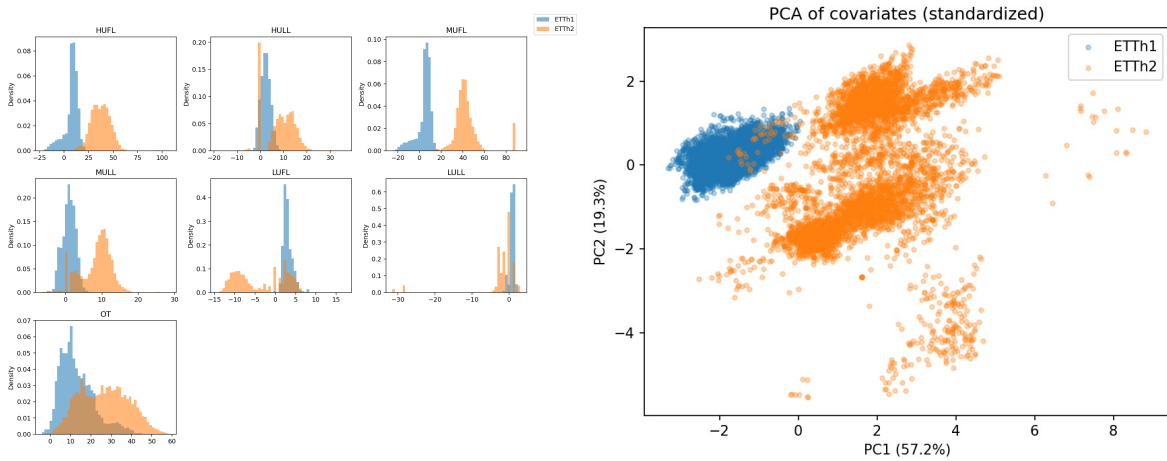 ETTh1
ETTh2
HUFL
HULL
MUFL
Density
0.00
0.02
0.04
0.06
0.08
−25 0 25 50 75 100
Density
0.00
0.05
0.10
0.15
0.20
−20 −10 0 10 20 30
Density
0.00
0.02
0.04
0.06
0.08
0.10
−20 0 20 40 60 80
MULL
LUFL
LULL
Density
0.00
0.05
0.10
0.15
0.20
0 10 20 30
Density
0.0
0.1
0.2
0.3
0.4
−15 −10 −5 0 5 10 15
Density
0.0
0.1
0.2
0.3
0.4
0.5
0.6
−30 −20 −10 0
OT
Density
0.00
0.01
0.02
0.03
0.04
0.05
0.06
0.07
0 10 20 30 40 50 60
PCA of covariates (standardized)
ETTh1
ETTh2
PC2 (19.3%)
2
0
−2
−4
−2 0 2 4 6 8
PC1 (57.2%)